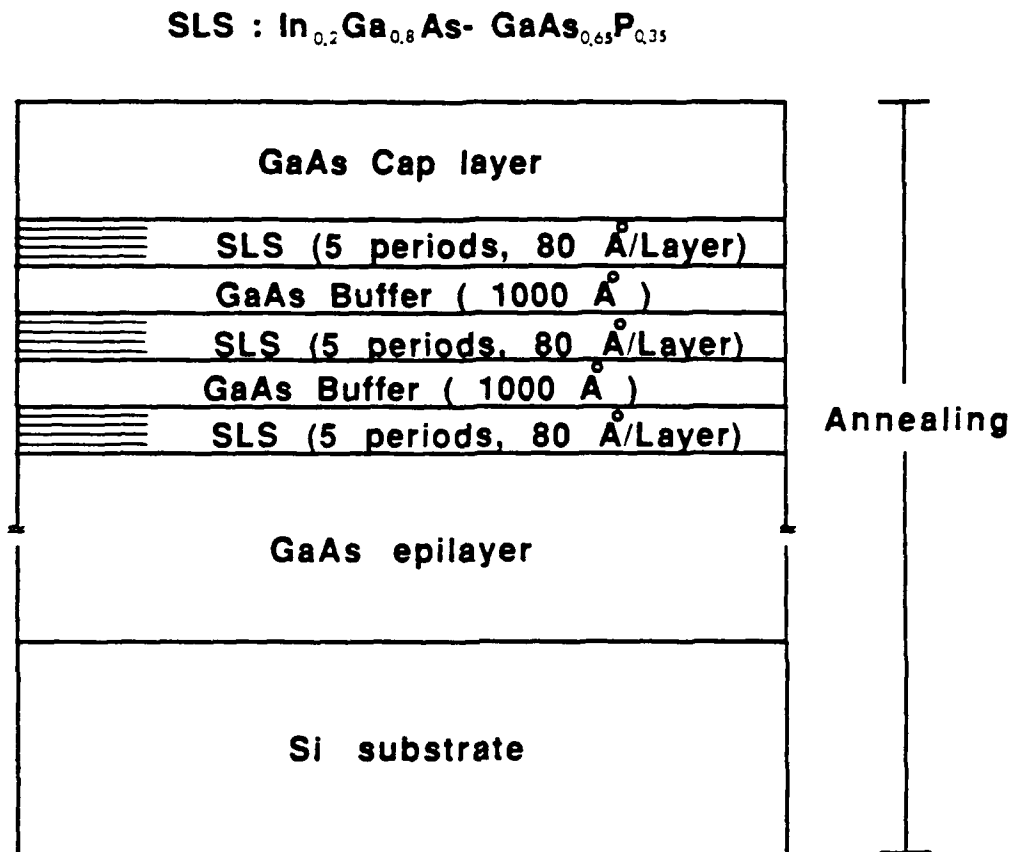 SLS : In₀.₂Ga₀.₈As- GaAs₀.₆₅P₀.₃₅
GaAs Cap layer
SLS (5 periods, 80 Å/Layer)
GaAs Buffer ( 1000 Å )
SLS (5 periods, 80 Å/Layer)
GaAs Buffer ( 1000 Å )
SLS (5 periods, 80 Å/Layer)
Annealing
GaAs epilayer
Si substrate